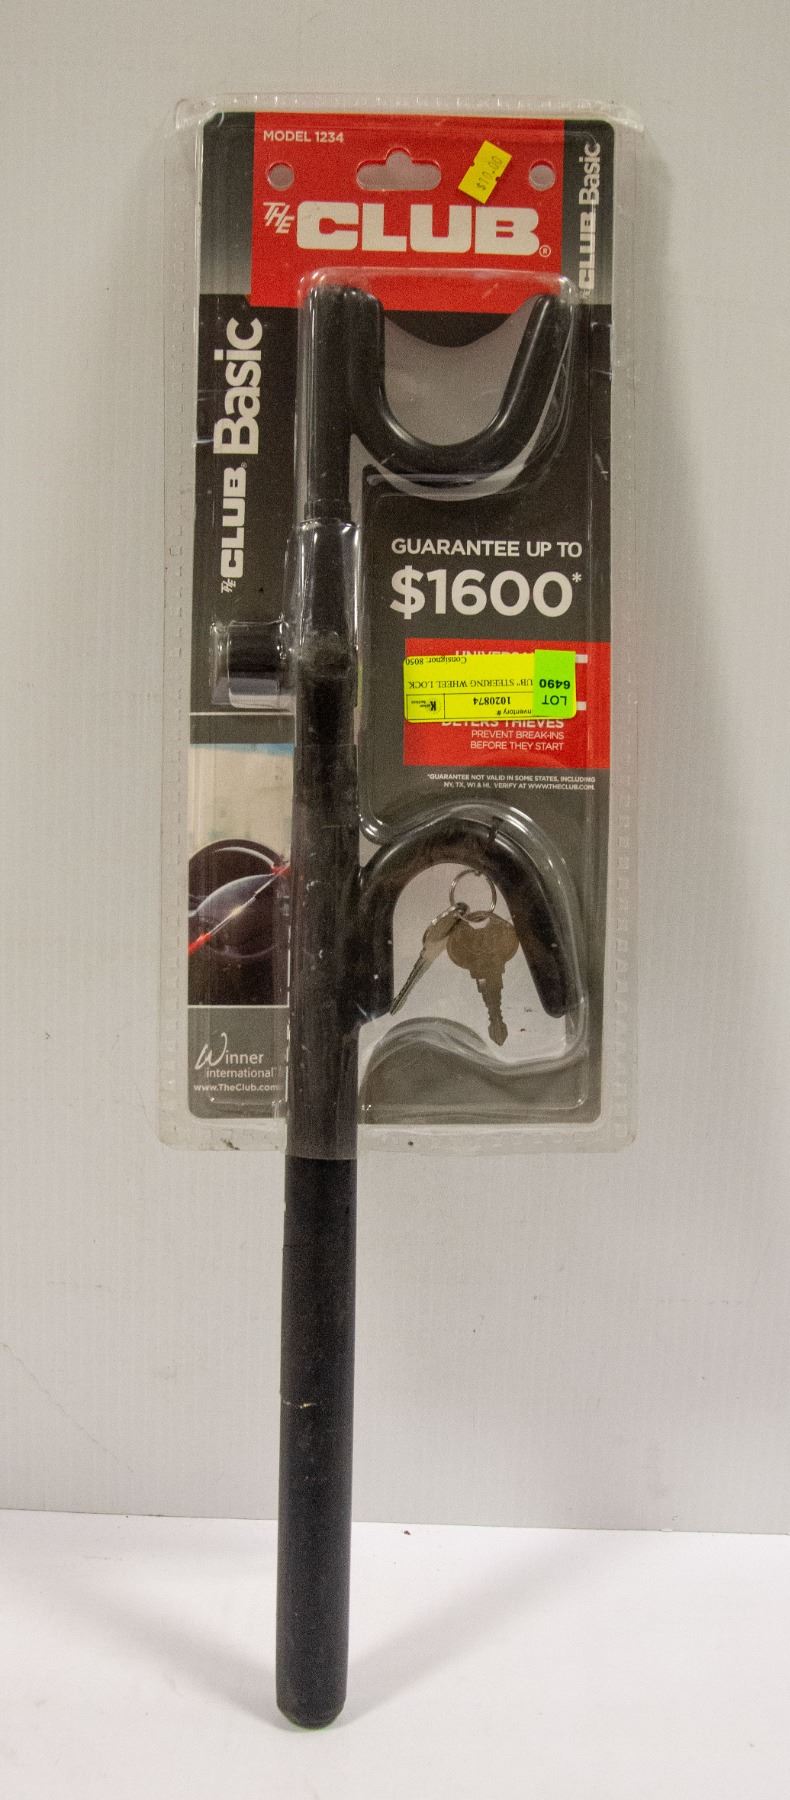 MODEL 1234
$10.00
THE CLUB®
THE CLUB Basic
THE CLUB® Basic
GUARANTEE UP TO
$1600*
LOT
6490
Inventory #
1020874
UB" STEERING WHEEL LOCK
Consignor: 8050
DETERS THIEVES
PREVENT BREAK-INS
BEFORE THEY START
*GUARANTEE NOT VALID IN SOME STATES, INCLUDING
NY, TX, WI & HI. VERIFY AT WWW.THECLUB.COM.
Winner
international
www.TheClub.com